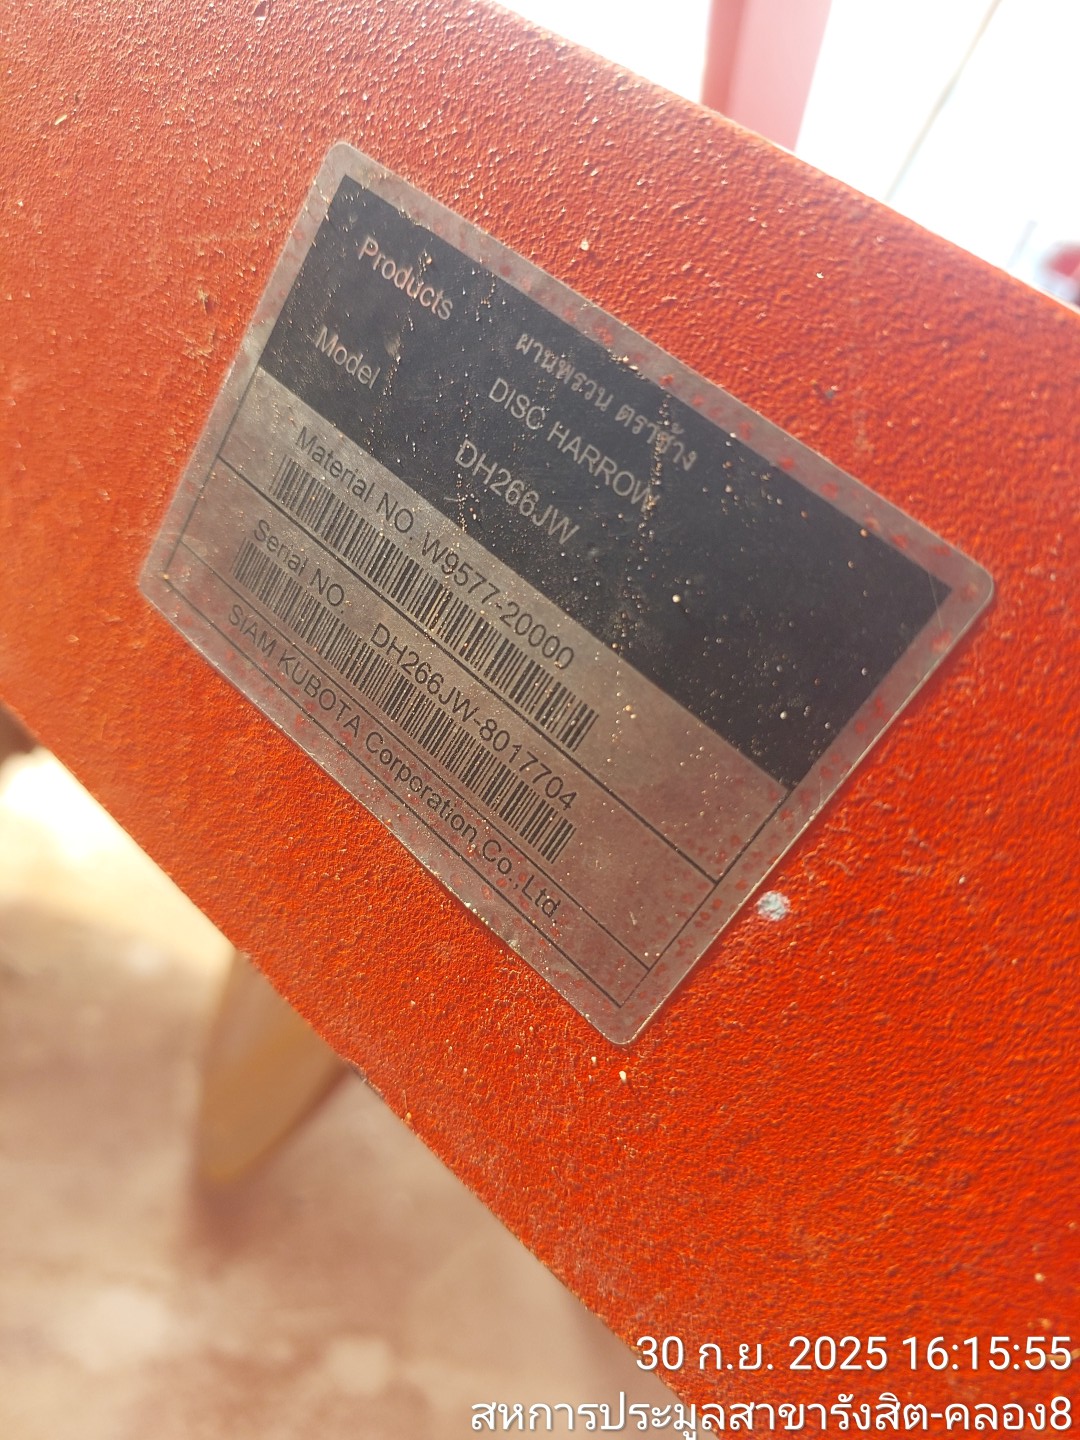 Products ผานพรวน ตราช้าง
DISC HARROW
Model DH266JW
Material NO. W9577-20000
Serial NO. DH266JW-8017704
SIAM KUBOTA Corporation Co.,Ltd.
30 ก.ย. 2025 16:15:55
สหการประมูลสาขารังสิต-คลอง8